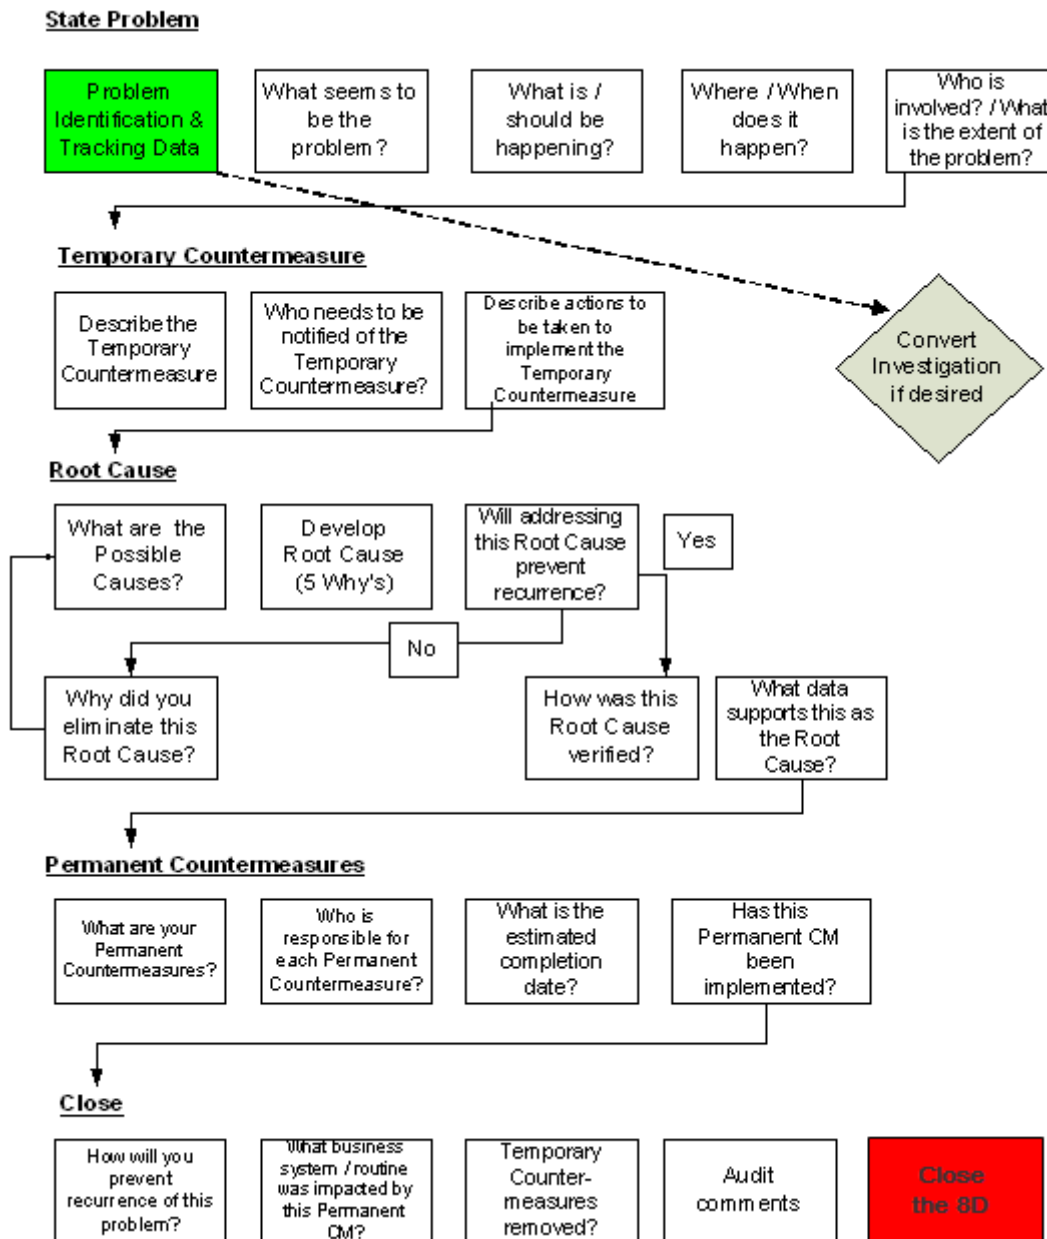 State Problem
Problem
Identification &
Tracking Data
What seems to
be the
problem?
What is /
should be
happening?
Where / When
does it
happen?
Who is
involved? / What
is the extent of
the problem?
Temporary Countermeasure
Describe the
Temporary
Countermeasure
Who needs to be
notified of the
Temporary
Countermeasure?
Describe actions to
be taken to
implement the
Temporary
Countermeasure
Convert
Investigation
if desired
Root Cause
What are the
Possible
Causes?
Develop
Root Cause
(5 Why's)
Will addressing
this Root Cause
prevent
recurrence?
Yes
No
Why did you
eliminate this
Root Cause?
How was this
Root Cause
verified?
What data
supports this as
the Root
Cause?
Permanent Countermeasures
What are your
Permanent
Countermeasures?
Who is
responsible for
each Permanent
Countermeasure?
What is the
estimated
completion
date?
Has this
Permanent CM
been
implemented?
Close
How will you
prevent
recurrence of this
problem?
What business
system / routine
was impacted by
this Permanent
CM?
Temporary
Counter-
measures
removed?
Audit
comments
Close
the 8D